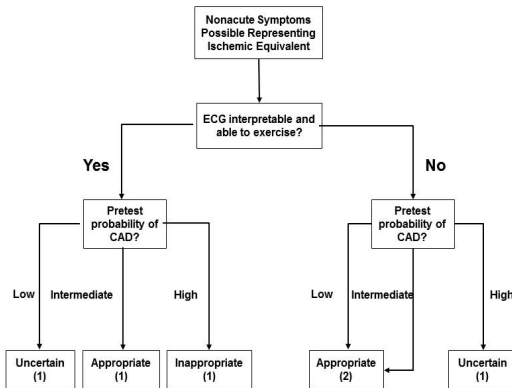 Nonacute Symptoms
Possible Representing
Ischemic Equivalent
ECG interpretable and
able to exercise?
Yes
No
Pretest
probability of
CAD?
Pretest
probability of
CAD?
Low
Intermediate
High
Low
Intermediate
High
Uncertain
(1)
Appropriate
(1)
Inappropriate
(1)
Appropriate
(2)
Uncertain
(1)